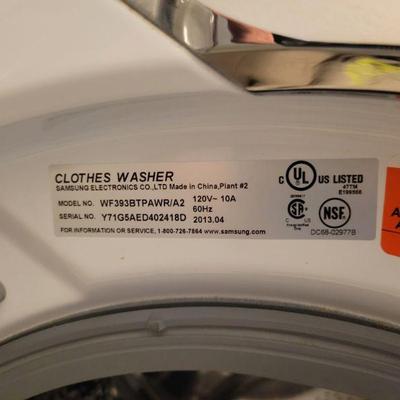 CLOTHES WASHER
SAMSUNG ELECTRONICS CO.,LTD Made in China,Plant #2
MODEL NO. WF393BTPAWR/A2 120V~ 10A
60Hz
SERIAL NO. Y71G5AED402418D 2013.04
FOR INFORMATION OR SERVICE, 1-800-726-7864 www.samsung.com
C UL US LISTED
47TM
E199566
NSF
DC68-02977B
A
A